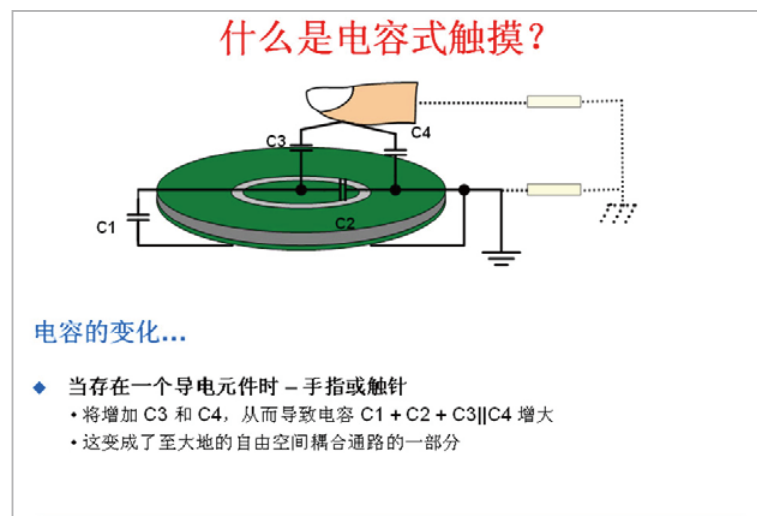 什么是电容式触摸？
C3
C4
C1
C2
电容的变化...
当存在一个导电元件时 – 手指或触针
• 将增加 C3 和 C4，从而导致电容 C1 + C2 + C3||C4 增大
• 这变成了至大地的自由空间耦合通路的一部分